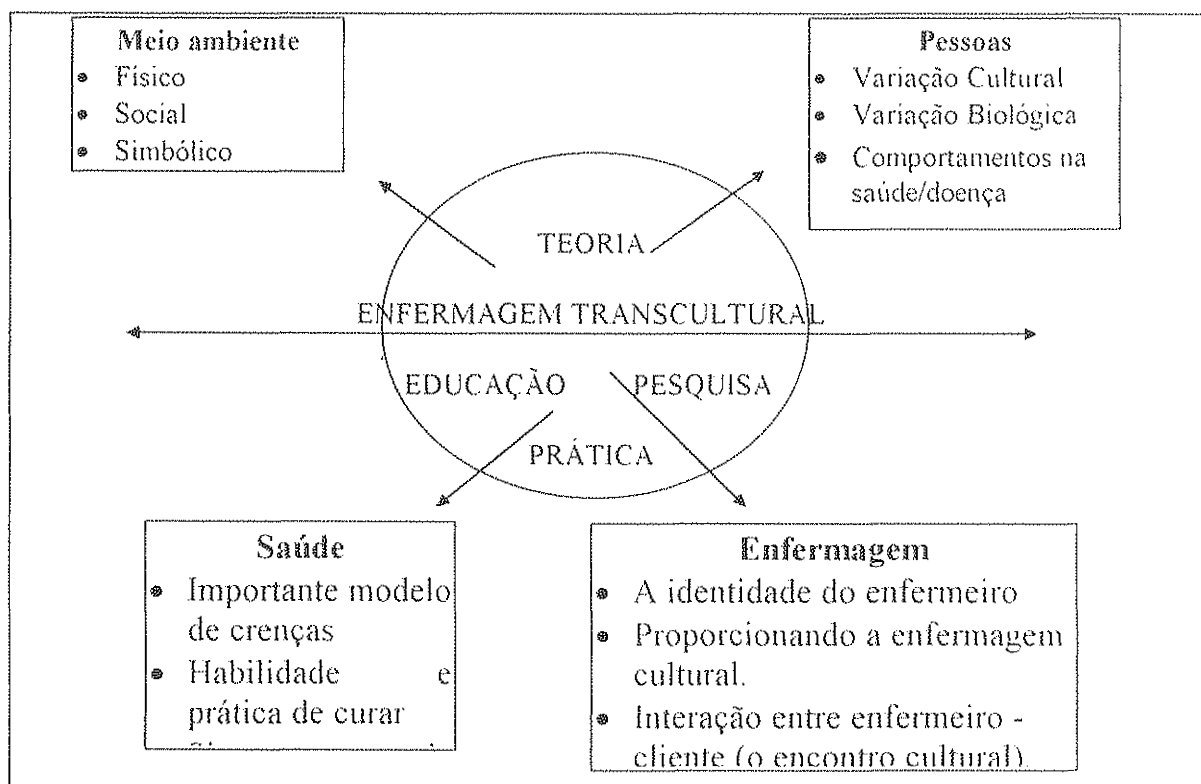 Meio ambiente
• Físico
• Social
• Simbólico
Pessoas
• Variação Cultural
• Variação Biológica
• Comportamentos na
saúde/doença
TEORIA
ENFERMAGEM TRANSCULTURAL
EDUCAÇÃO PESQUISA
PRÁTICA
Saúde
• Importante modelo
de crenças
• Habilidade e
prática de curar
Enfermagem
• A identidade do enfermeiro
• Proporcionando a enfermagem
cultural.
• Interação entre enfermeiro -
cliente (o encontro cultural).